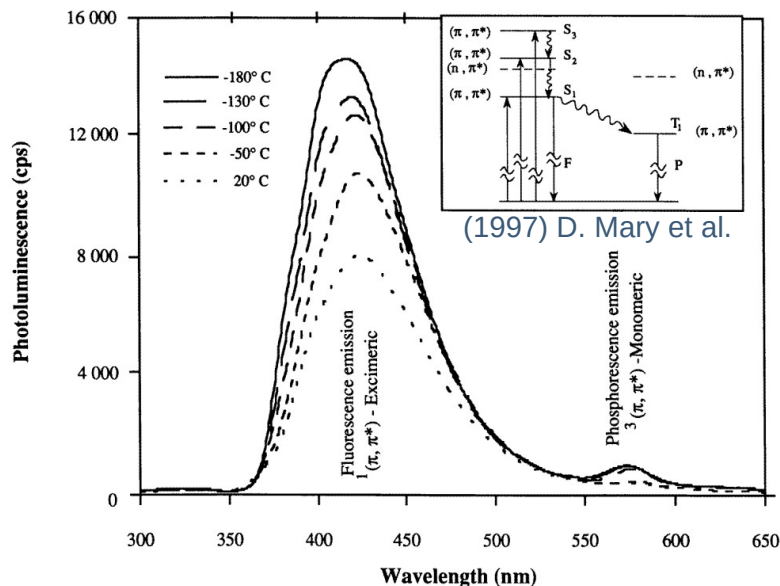 16 000
12 000
8 000
4 000
0
Photoluminescence (cps)
-180° C
-130° C
-100° C
-50° C
20° C
(π, π*) S3
(π, π*) S2
(n, π*)
(π, π*) S1
(n, π*)
T1 (π, π*)
F
P
(1997) D. Mary et al.
Fluorescence emission
1(π, π*) - Excimeric
Phosphorescence emission
3(π, π*) -Monomeric
300 350 400 450 500 550 600 650
Wavelength (nm)